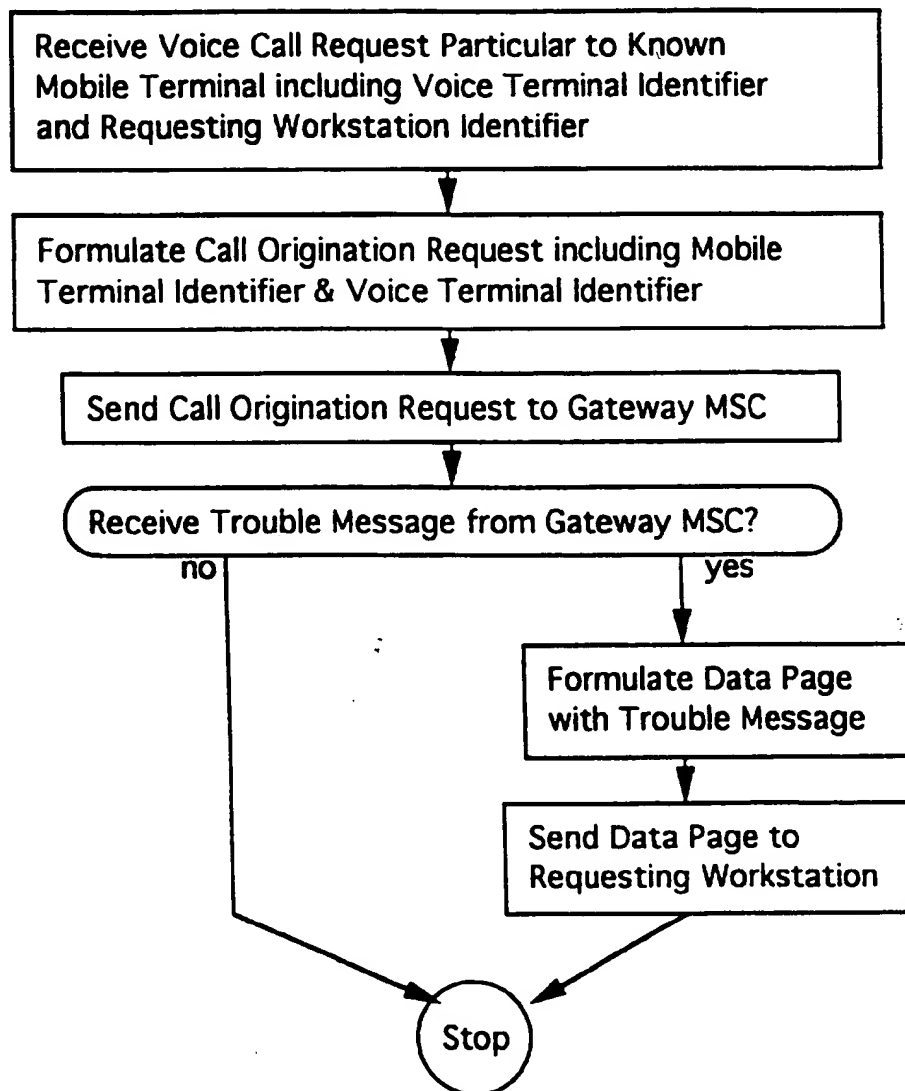 Receive Voice Call Request Particular to Known
Mobile Terminal including Voice Terminal Identifier
and Requesting Workstation Identifier
Formulate Call Origination Request including Mobile
Terminal Identifier & Voice Terminal Identifier
Send Call Origination Request to Gateway MSC
Receive Trouble Message from Gateway MSC?
no
yes
Formulate Data Page
with Trouble Message
Send Data Page to
Requesting Workstation
Stop